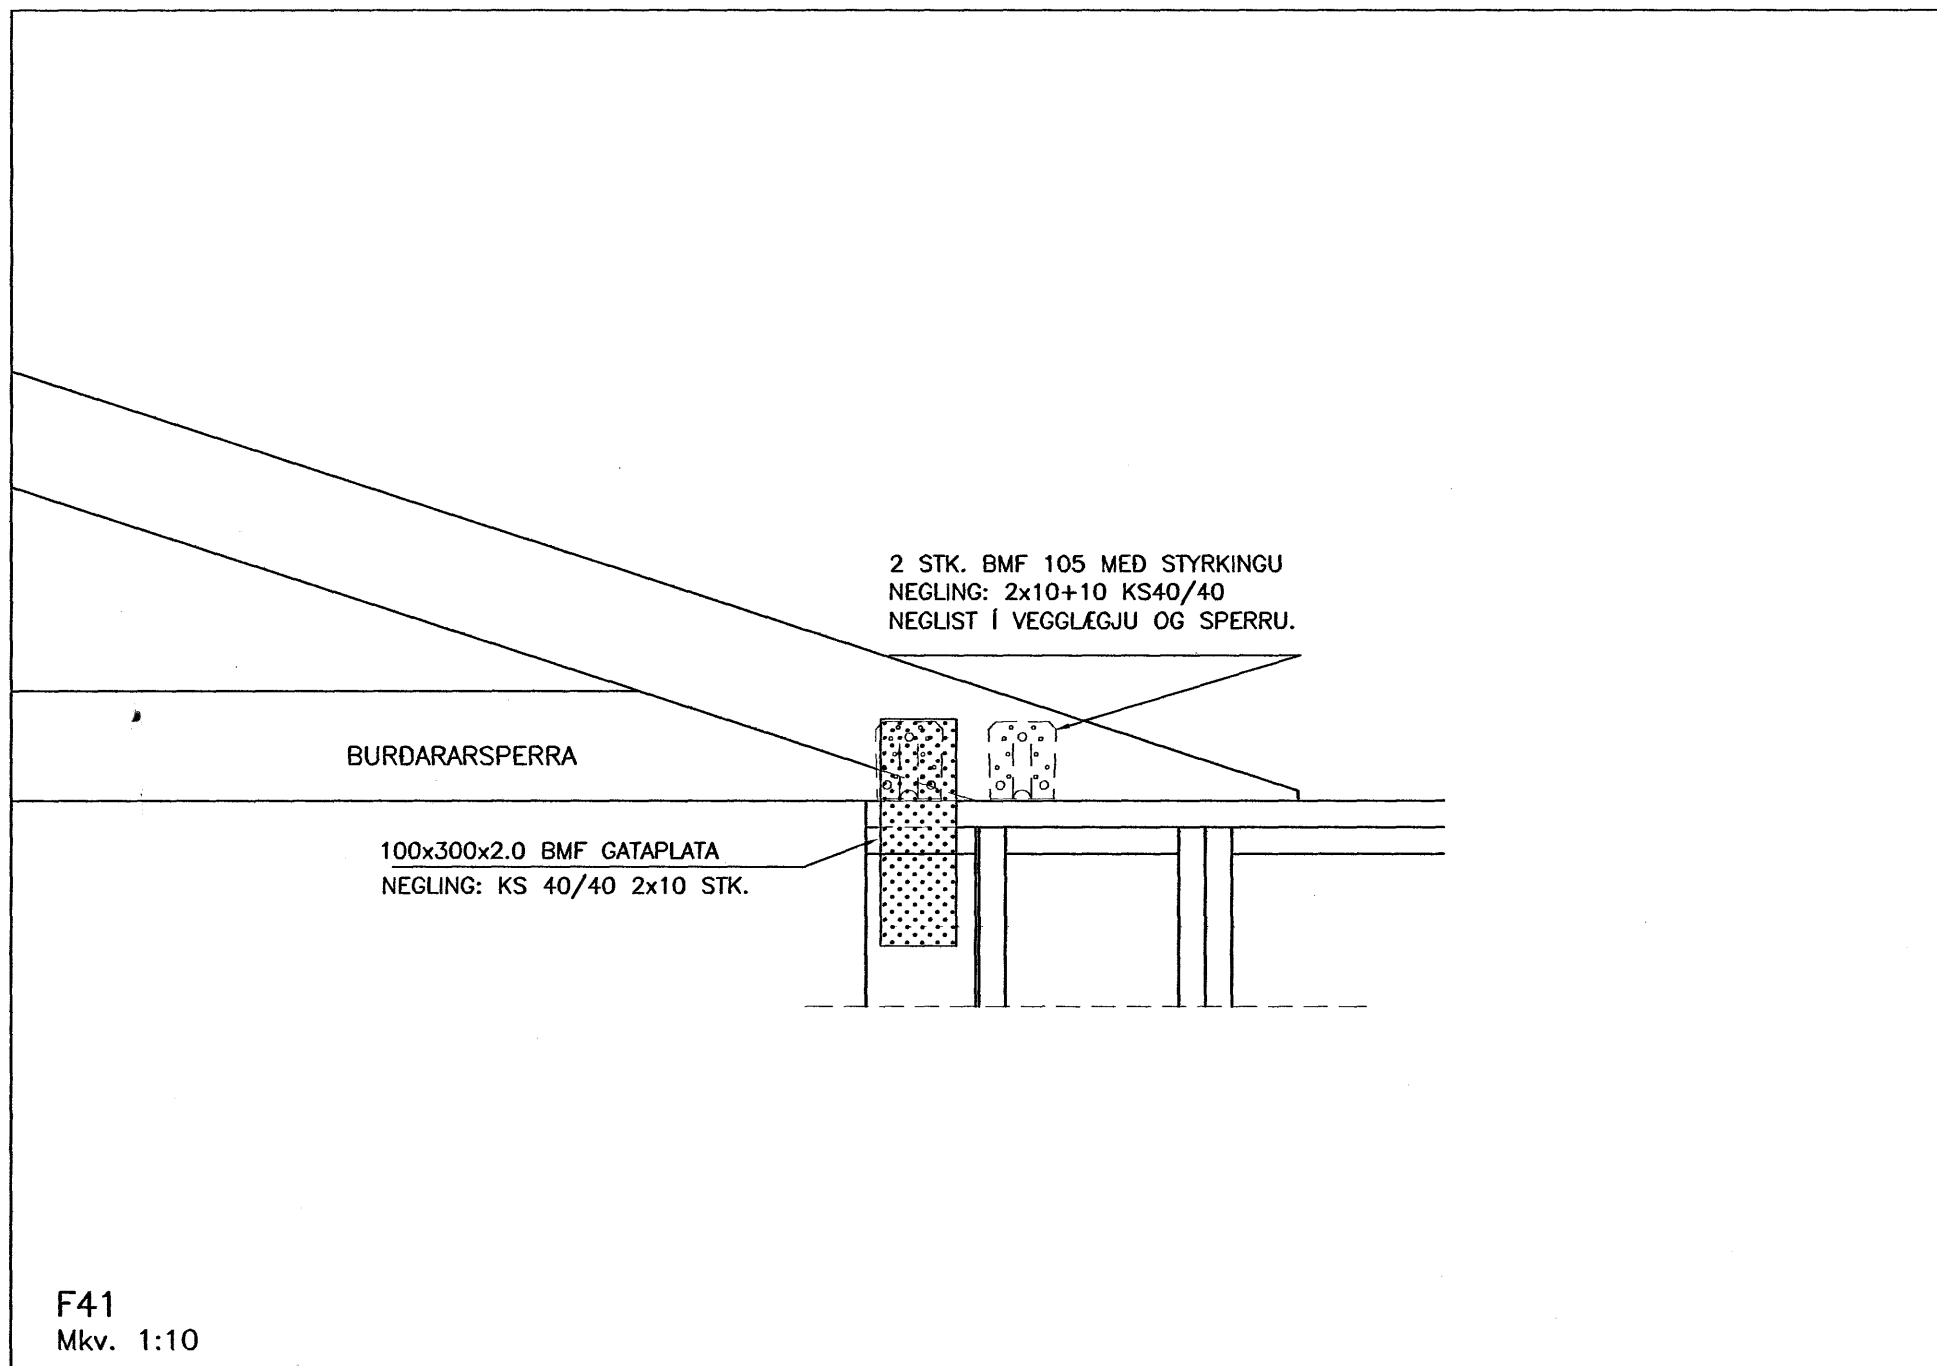 2 STK. BMF 105 MEÐ STYRKINGU
NEGLING: 2x10+10 KS40/40
NEGLIST Í VEGGLÆGJU OG SPERRU.
BURÐARARSPERRA
100x300x2.0 BMF GATAPLATA
NEGLING: KS 40/40 2x10 STK.
F41
Mkv. 1:10